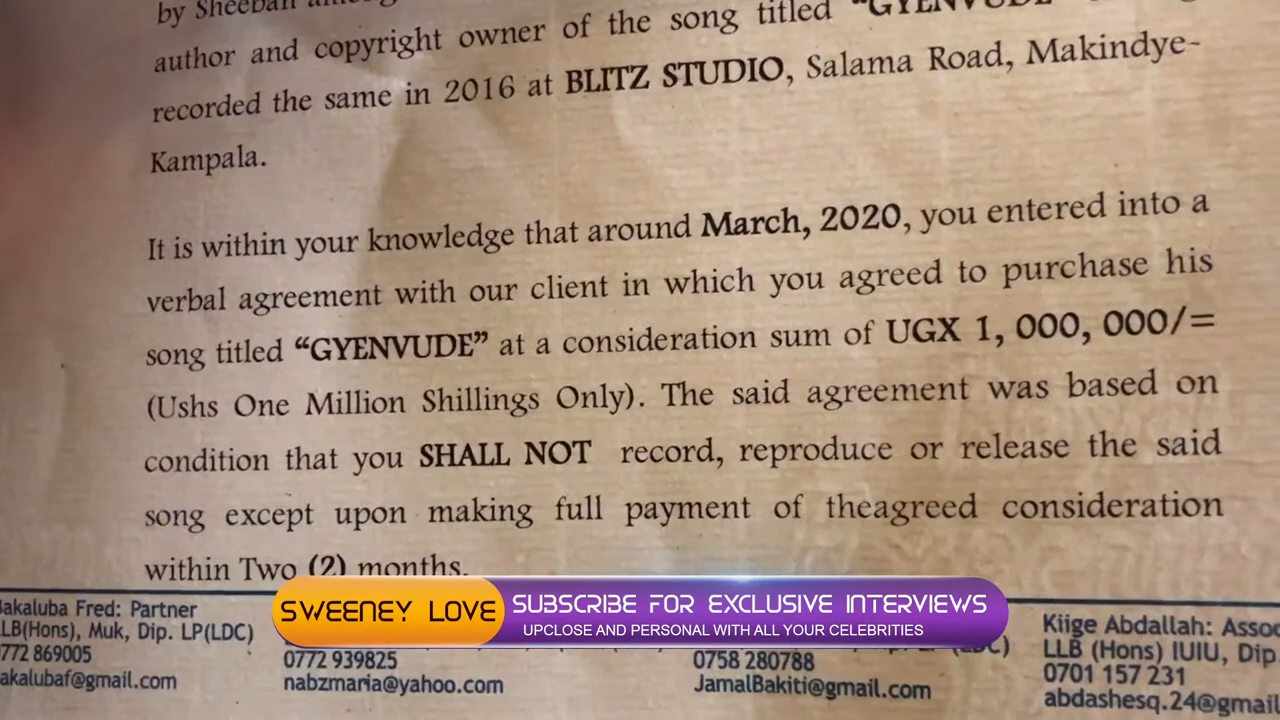 by Sheebah
author and copyright owner of the song titled "GYENVUDE"
recorded the same in 2016 at BLITZ STUDIO, Salama Road, Makindye-
Kampala.
It is within your knowledge that around March, 2020, you entered into a
verbal agreement with our client in which you agreed to purchase his
song titled "GYENVUDE" at a consideration sum of UGX 1, 000, 000/=
(Ushs One Million Shillings Only). The said agreement was based on
condition that you SHALL NOT record, reproduce or release the said
song except upon making full payment of theagreed consideration
within Two (2) months.
SWEENEY LOVE
SUBSCRIBE FOR EXCLUSIVE INTERVIEWS
UPCLOSE AND PERSONAL WITH ALL YOUR CELEBRITIES
akaluba Fred: Partner
LB(Hons), Muk, Dip. LP(LDC)
772 869005
akalubaf@gmail.com
0772 939825
nabzmaria@yahoo.com
0758 280788
JamalBakiti@gmail.com
Kiige Abdallah: Assoc
LLB (Hons) IUIU, Dip.
0701 157 231
abdashesq.24@gmail